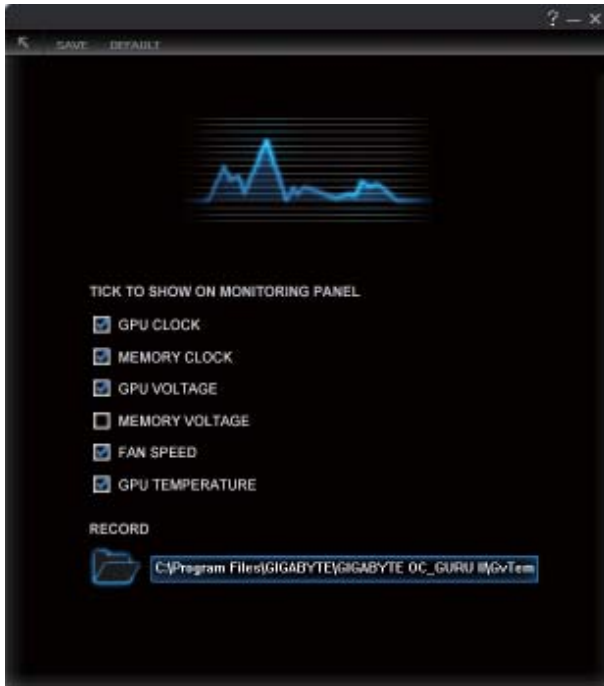 ? – ×
SAVE DEFAULT
TICK TO SHOW ON MONITORING PANEL
GPU CLOCK
MEMORY CLOCK
GPU VOLTAGE
MEMORY VOLTAGE
FAN SPEED
GPU TEMPERATURE
RECORD
C:\Program Files\GIGABYTE\GIGABYTE OC_GURU II\GvTem